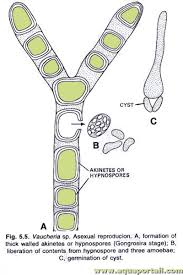 CYST
C
B
AKINETES OR
HYPNOSPORES
A
Fig. 5.5. Vaucheria sp. Asexual reproducion, A, formation of
thick walled akinetes or hypnospores (Gongrosira stage); B,
liberation of contents from hypnospore and three amoebae;
C, germination of cyst.
© www.aquaportail.com